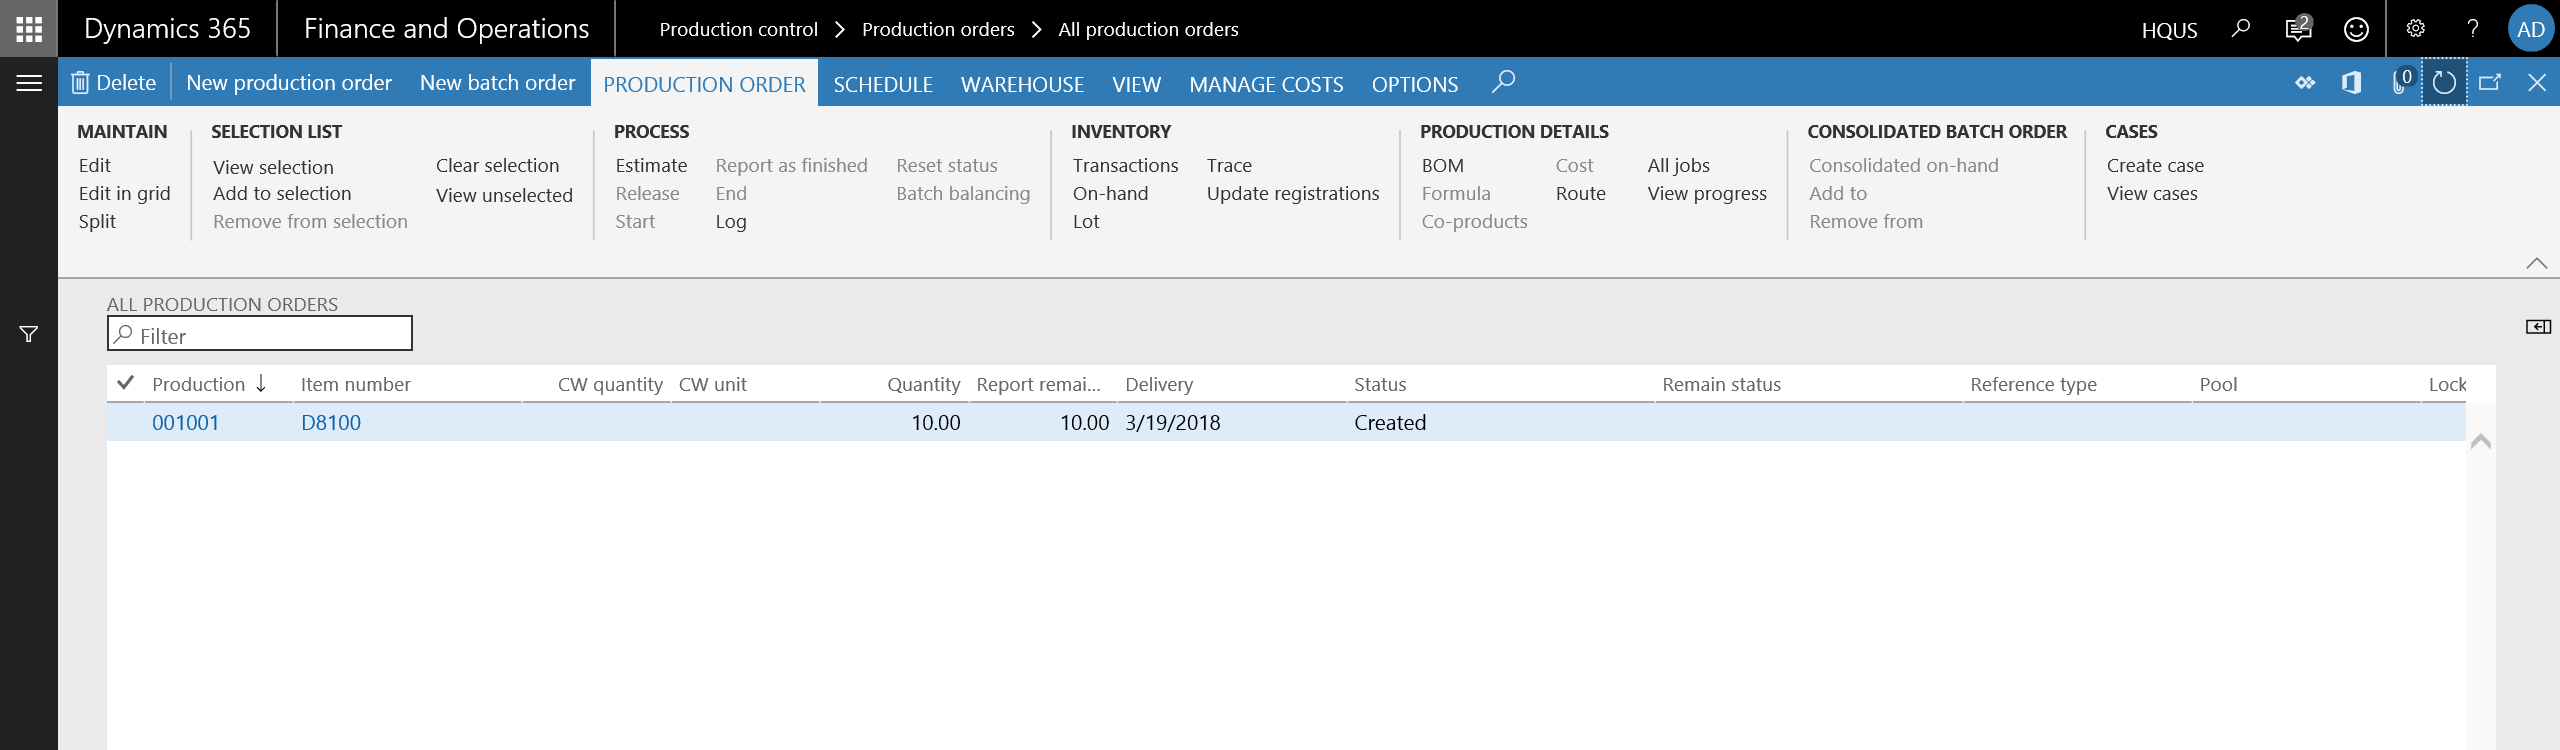 Dynamics 365 Finance and Operations Production control Production orders All production orders HQUS 2 ? AD
Delete New production order New batch order PRODUCTION ORDER SCHEDULE WAREHOUSE VIEW MANAGE COSTS OPTIONS 0
MAINTAIN SELECTION LIST PROCESS INVENTORY PRODUCTION DETAILS CONSOLIDATED BATCH ORDER CASES
Edit View selection Clear selection Estimate Report as finished Reset status Transactions Trace BOM Cost All jobs Consolidated on-hand Create case
Edit in grid Add to selection View unselected Release End Batch balancing On-hand Update registrations Formula Route View progress Add to View cases
Split Remove from selection Start Log Lot Co-products Remove from
ALL PRODUCTION ORDERS
Filter
Production Item number CW quantity CW unit Quantity Report remai... Delivery Status Remain status Reference type Pool Lock
001001 D8100 10.00 10.00 3/19/2018 Created